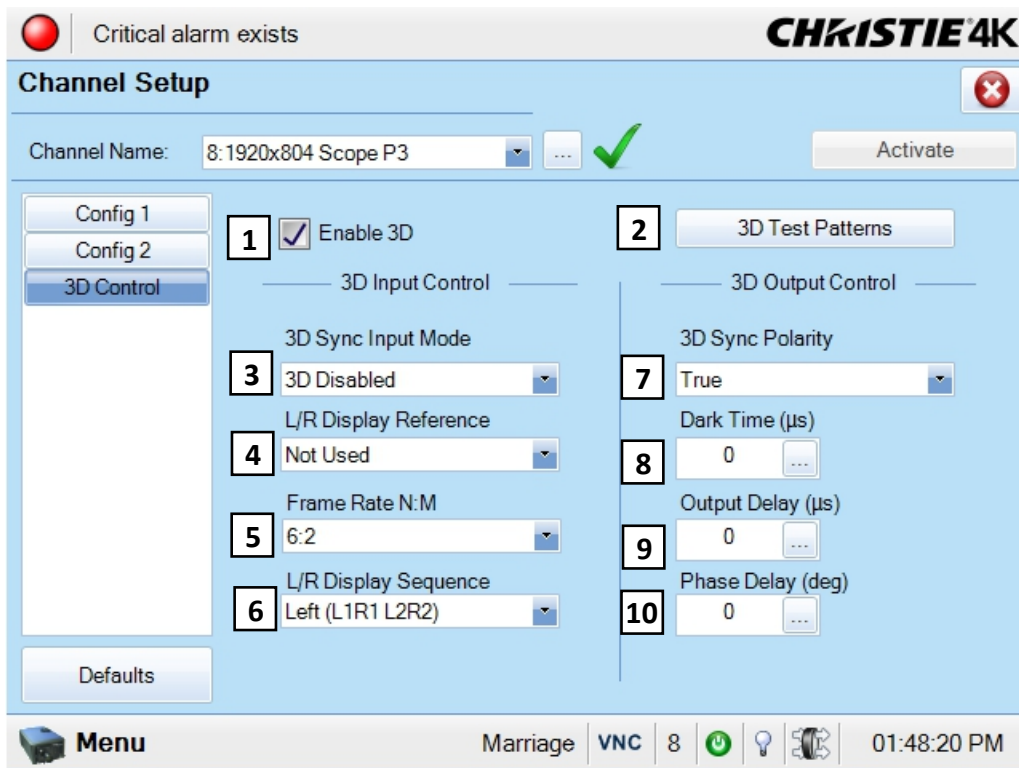 Critical alarm exists
CHRISTIE 4K
Channel Setup
Channel Name: 8:1920x804 Scope P3 ... Activate
Config 1
Config 2
3D Control
Defaults
1 Enable 3D
2 3D Test Patterns
3D Input Control
3D Output Control
3D Sync Input Mode
3 3D Disabled
L/R Display Reference
4 Not Used
Frame Rate N:M
5 6:2
L/R Display Sequence
6 Left (L1R1 L2R2)
3D Sync Polarity
7 True
Dark Time (µs)
8 0 ...
Output Delay (µs)
9 0 ...
Phase Delay (deg)
10 0 ...
Menu Marriage VNC 8 01:48:20 PM